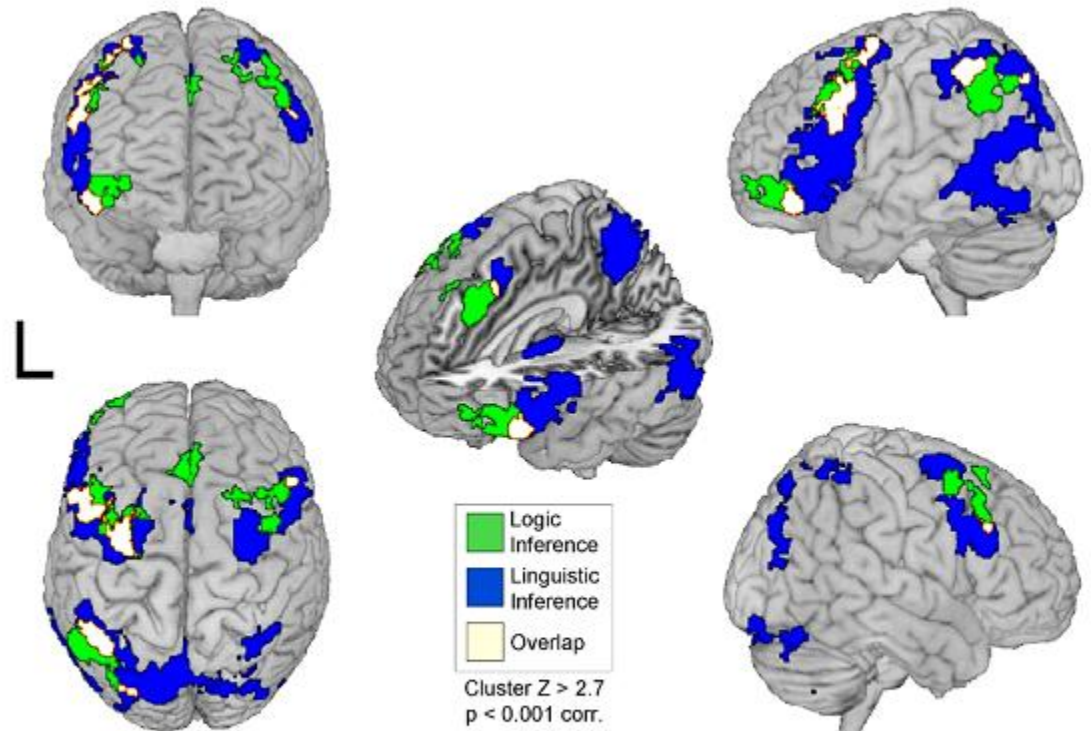 L
Logic
Inference
Linguistic
Inference
Overlap
Cluster Z > 2.7
p < 0.001 corr.